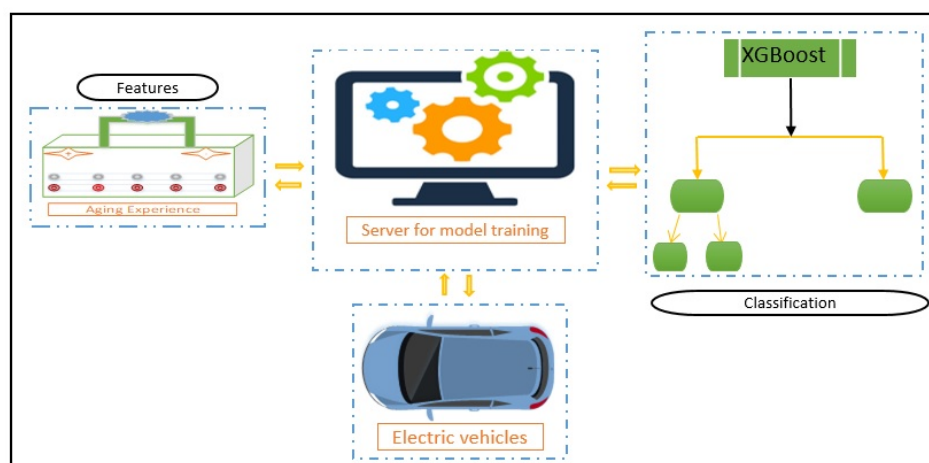 XGBoost
Features
Aging Experience
Server for model training
Classification
Electric vehicles